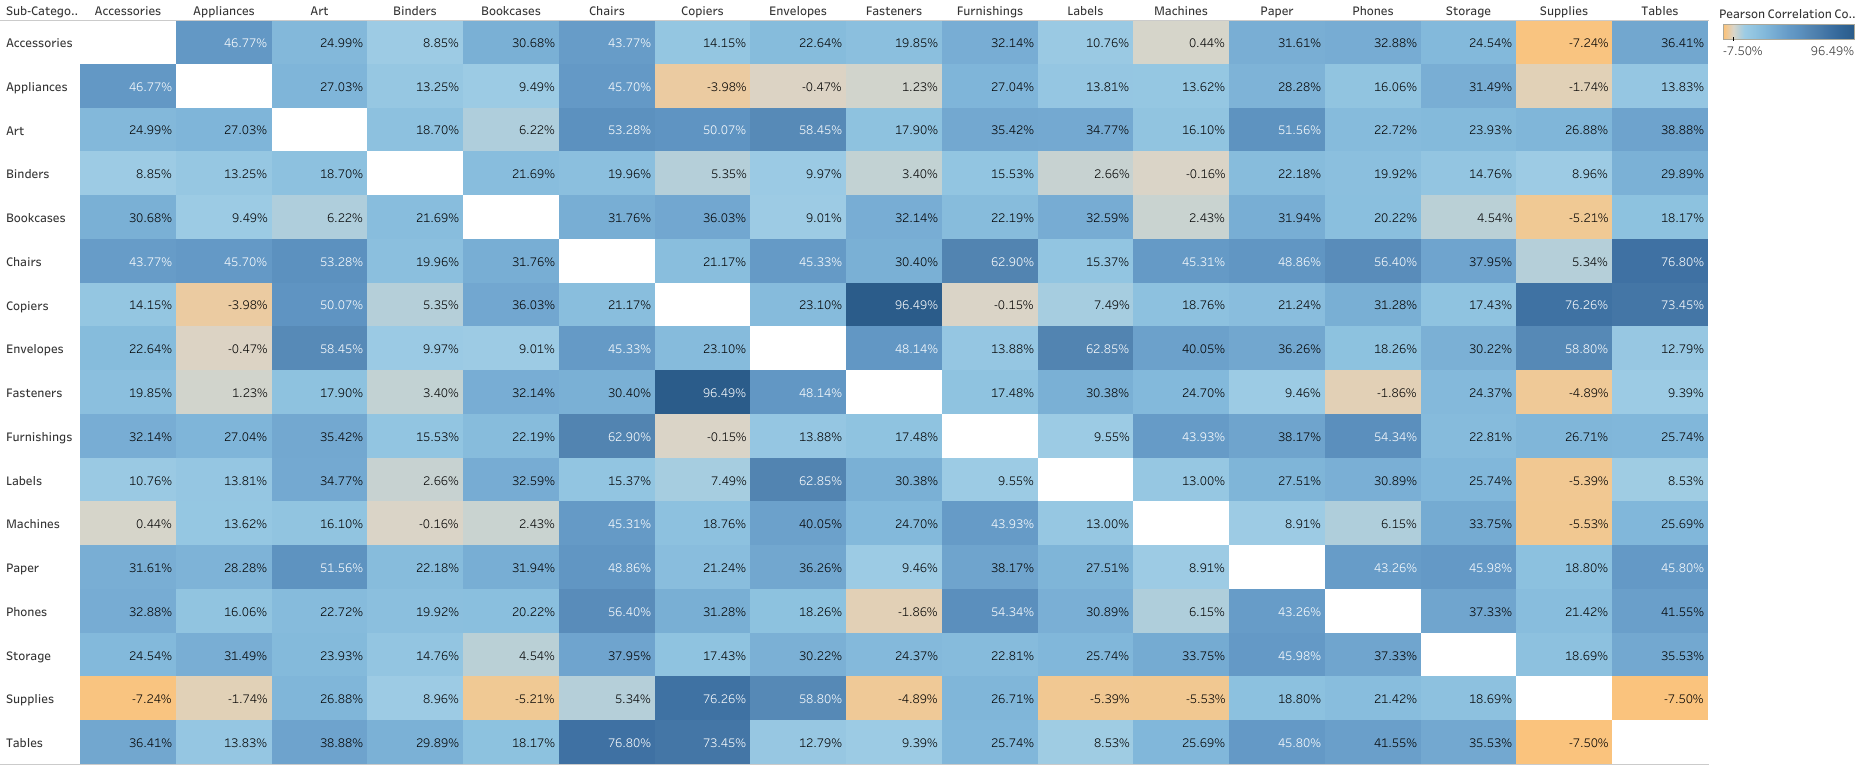 Sub-Catego.. Accessories Appliances Art Binders Bookcases Chairs Copiers Envelopes Fasteners Furnishings Labels Machines Paper Phones Storage Supplies Tables
Accessories 46.77% 24.99% 8.85% 30.68% 43.77% 14.15% 22.64% 19.85% 32.14% 10.76% 0.44% 31.61% 32.88% 24.54% -7.24% 36.41%
Appliances 46.77% 27.03% 13.25% 9.49% 45.70% -3.98% -0.47% 1.23% 27.04% 13.81% 13.62% 28.28% 16.06% 31.49% -1.74% 13.83%
Art 24.99% 27.03% 18.70% 6.22% 53.28% 50.07% 58.45% 17.90% 35.42% 34.77% 16.10% 51.56% 22.72% 23.93% 26.88% 38.88%
Binders 8.85% 13.25% 18.70% 21.69% 19.96% 5.35% 9.97% 3.40% 15.53% 2.66% -0.16% 22.18% 19.92% 14.76% 8.96% 29.89%
Bookcases 30.68% 9.49% 6.22% 21.69% 31.76% 36.03% 9.01% 32.14% 22.19% 32.59% 2.43% 31.94% 20.22% 4.54% -5.21% 18.17%
Chairs 43.77% 45.70% 53.28% 19.96% 31.76% 21.17% 45.33% 30.40% 62.90% 15.37% 45.31% 48.86% 56.40% 37.95% 5.34% 76.80%
Copiers 14.15% -3.98% 50.07% 5.35% 36.03% 21.17% 23.10% 96.49% -0.15% 7.49% 18.76% 21.24% 31.28% 17.43% 76.26% 73.45%
Envelopes 22.64% -0.47% 58.45% 9.97% 9.01% 45.33% 23.10% 48.14% 13.88% 62.85% 40.05% 36.26% 18.26% 30.22% 58.80% 12.79%
Fasteners 19.85% 1.23% 17.90% 3.40% 32.14% 30.40% 96.49% 48.14% 17.48% 30.38% 24.70% 9.46% -1.86% 24.37% -4.89% 9.39%
Furnishings 32.14% 27.04% 35.42% 15.53% 22.19% 62.90% -0.15% 13.88% 17.48% 9.55% 43.93% 38.17% 54.34% 22.81% 26.71% 25.74%
Labels 10.76% 13.81% 34.77% 2.66% 32.59% 15.37% 7.49% 62.85% 30.38% 9.55% 13.00% 27.51% 30.89% 25.74% -5.39% 8.53%
Machines 0.44% 13.62% 16.10% -0.16% 2.43% 45.31% 18.76% 40.05% 24.70% 43.93% 13.00% 8.91% 6.15% 33.75% -5.53% 25.69%
Paper 31.61% 28.28% 51.56% 22.18% 31.94% 48.86% 21.24% 36.26% 9.46% 38.17% 27.51% 8.91% 43.26% 45.98% 18.80% 45.80%
Phones 32.88% 16.06% 22.72% 19.92% 20.22% 56.40% 31.28% 18.26% -1.86% 54.34% 30.89% 6.15% 43.26% 37.33% 21.42% 41.55%
Storage 24.54% 31.49% 23.93% 14.76% 4.54% 37.95% 17.43% 30.22% 24.37% 22.81% 25.74% 33.75% 45.98% 37.33% 18.69% 35.53%
Supplies -7.24% -1.74% 26.88% 8.96% -5.21% 5.34% 76.26% 58.80% -4.89% 26.71% -5.39% -5.53% 18.80% 21.42% 18.69% -7.50%
Tables 36.41% 13.83% 38.88% 29.89% 18.17% 76.80% 73.45% 12.79% 9.39% 25.74% 8.53% 25.69% 45.80% 41.55% 35.53% -7.50%
Pearson Correlation Co..
-7.50% 96.49%